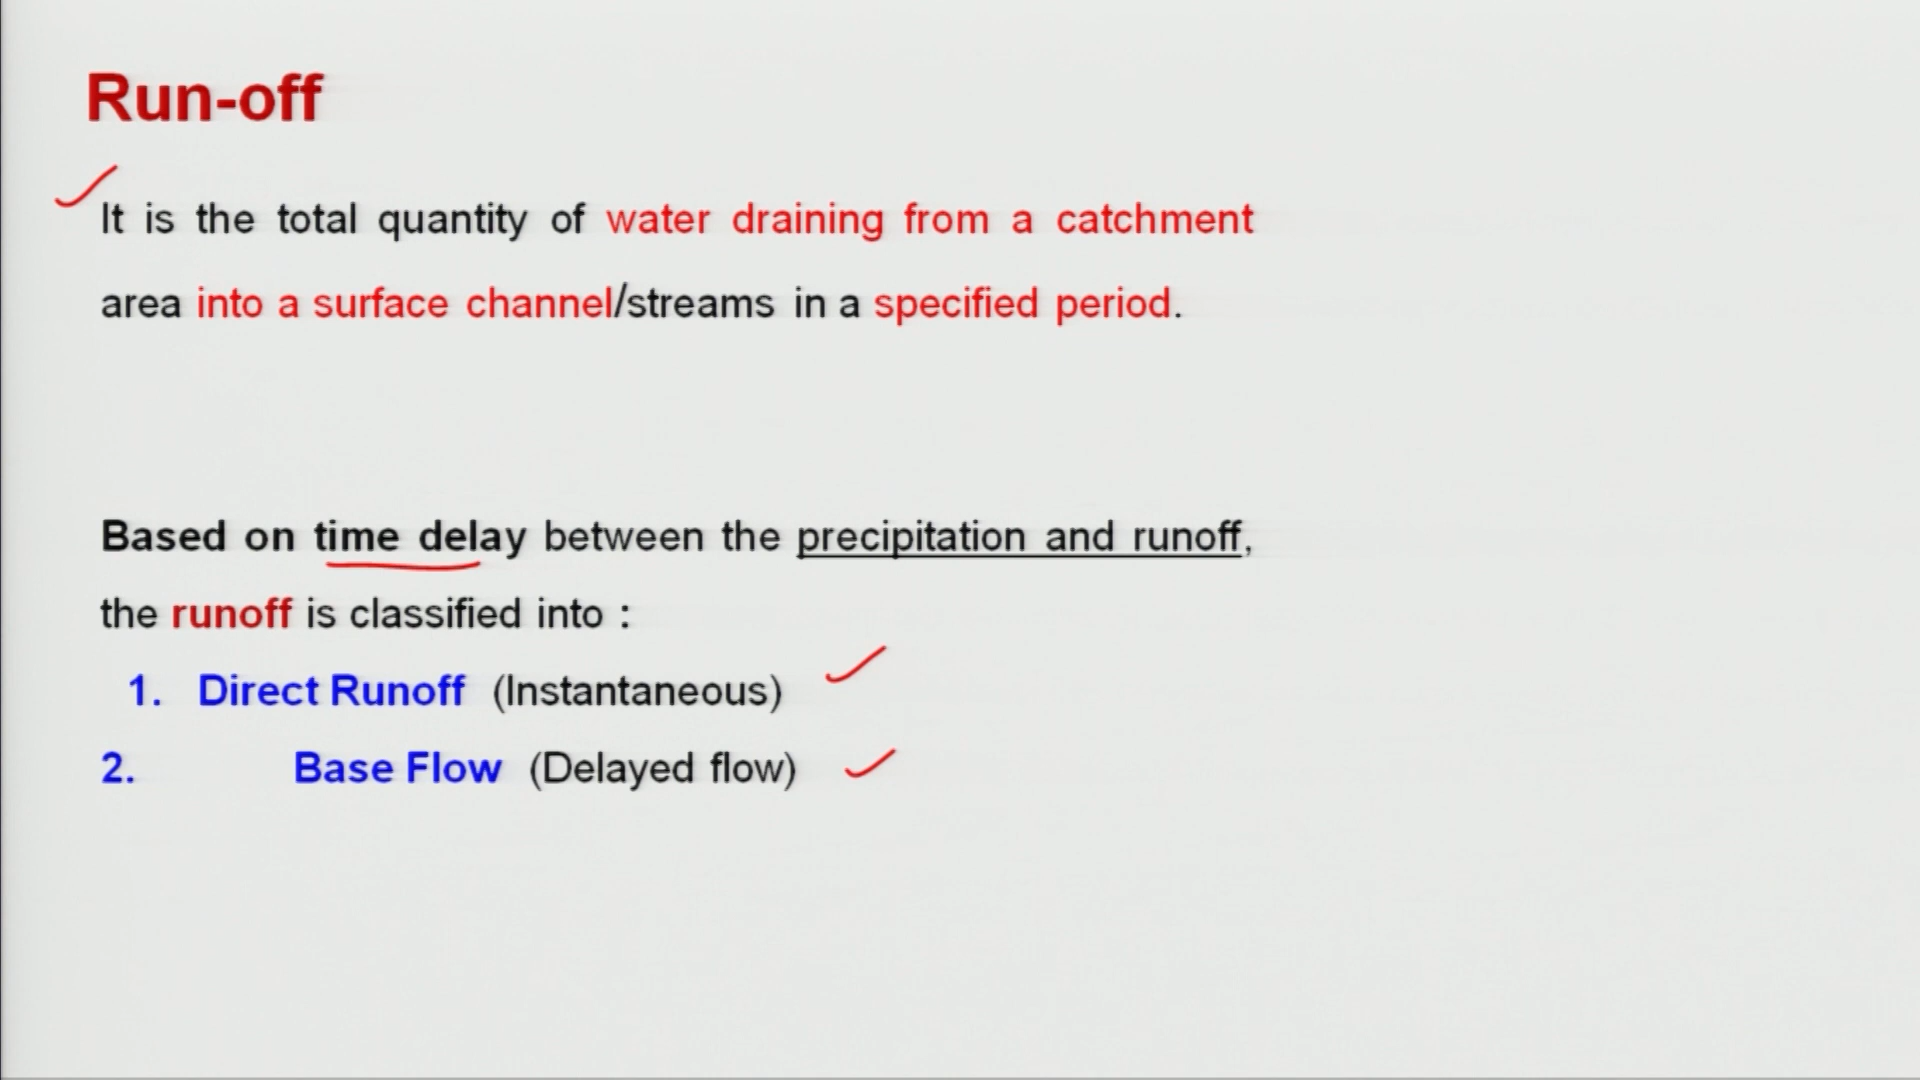 Run-off
It is the total quantity of water draining from a catchment
area into a surface channel/streams in a specified period.
Based on time delay between the precipitation and runoff,
the runoff is classified into :
1. Direct Runoff (Instantaneous)
2. Base Flow (Delayed flow)